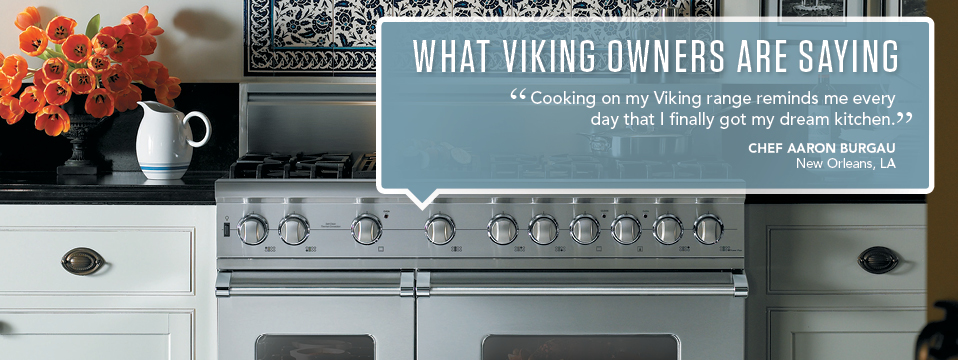 WHAT VIKING OWNERS ARE SAYING
“Cooking on my Viking range reminds me every
day that I finally got my dream kitchen.”
CHEF AARON BURGAU
New Orleans, LA